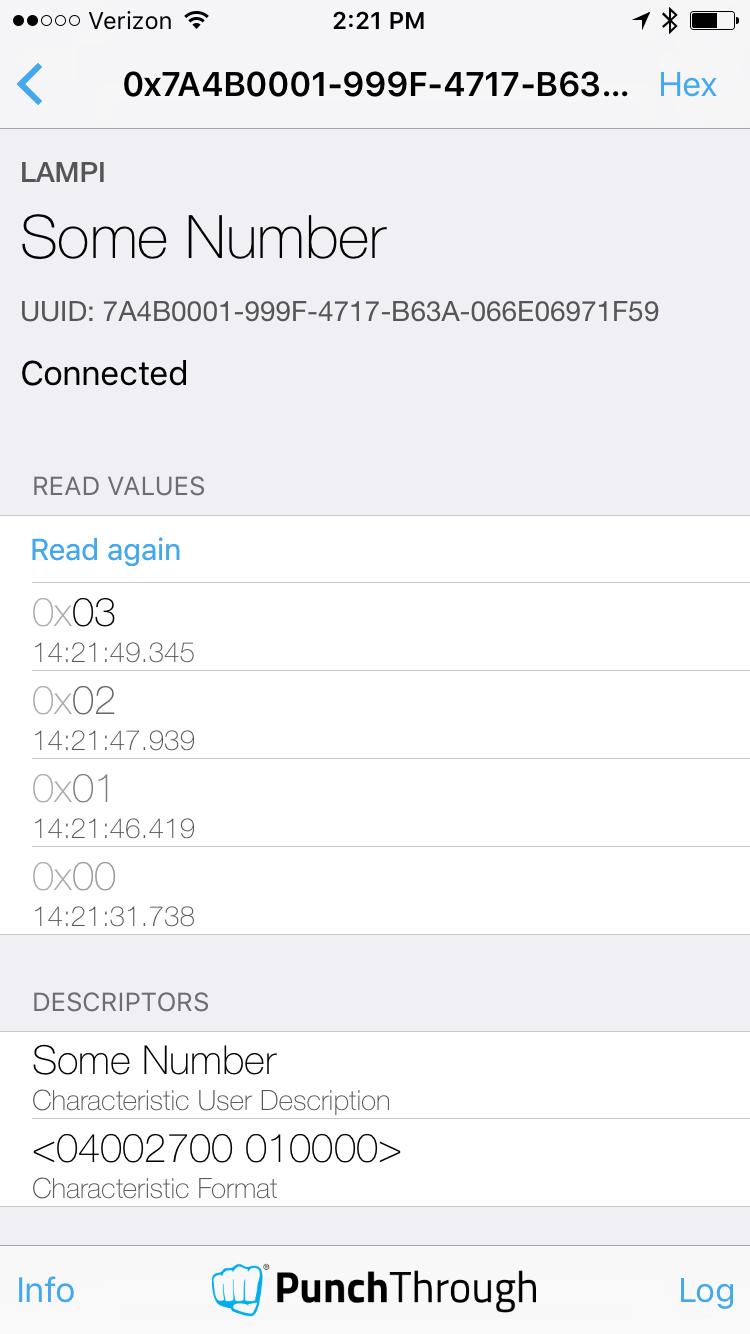 Verizon 2:21 PM
0x7A4B0001-999F-4717-B63... Hex
LAMPI
Some Number
UUID: 7A4B0001-999F-4717-B63A-066E06971F59
Connected
READ VALUES
Read again
0x03
14:21:49.345
0x02
14:21:47.939
0x01
14:21:46.419
0x00
14:21:31.738
DESCRIPTORS
Some Number
Characteristic User Description
<04002700 010000>
Characteristic Format
Info PunchThrough Log